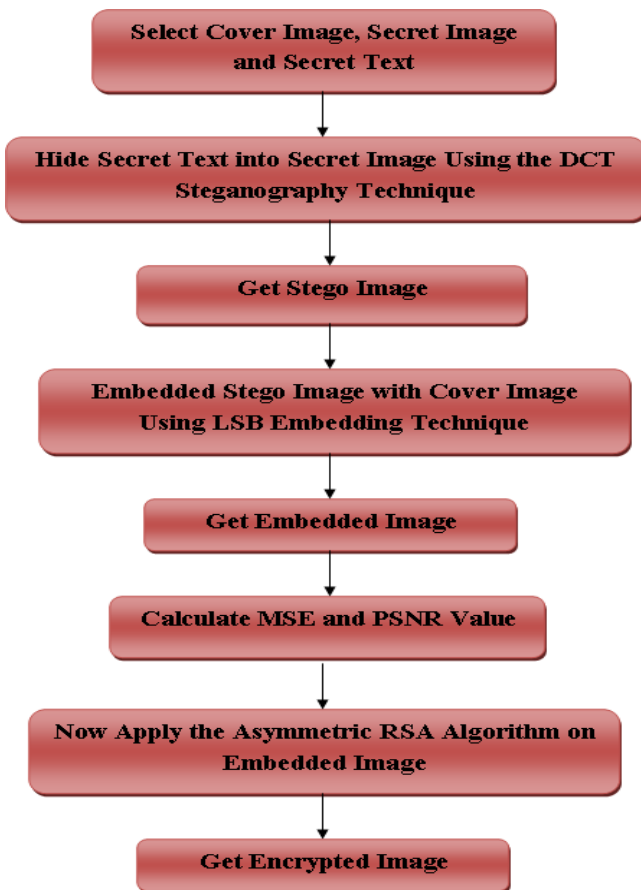 Select Cover Image, Secret Image
and Secret Text
Hide Secret Text into Secret Image Using the DCT
Steganography Technique
Get Stego Image
Embedded Stego Image with Cover Image
Using LSB Embedding Technique
Get Embedded Image
Calculate MSE and PSNR Value
Now Apply the Asymmetric RSA Algorithm on
Embedded Image
Get Encrypted Image